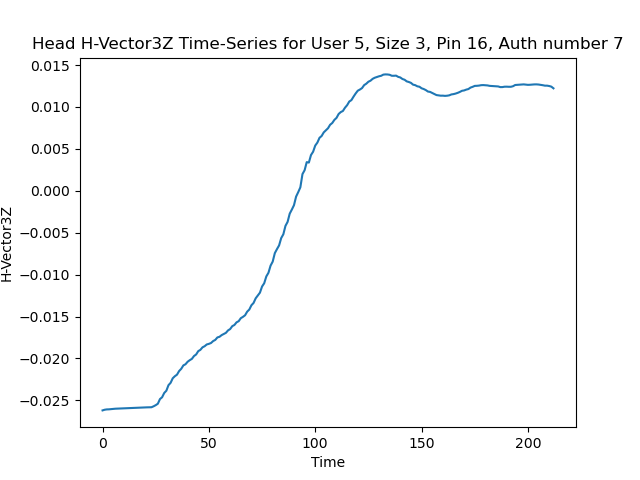 Head H-Vector3Z Time-Series for User 5, Size 3, Pin 16, Auth number 7
0.015
0.010
0.005
0.000
−0.005
−0.010
−0.015
−0.020
−0.025
H-Vector3Z
0 50 100 150 200
Time